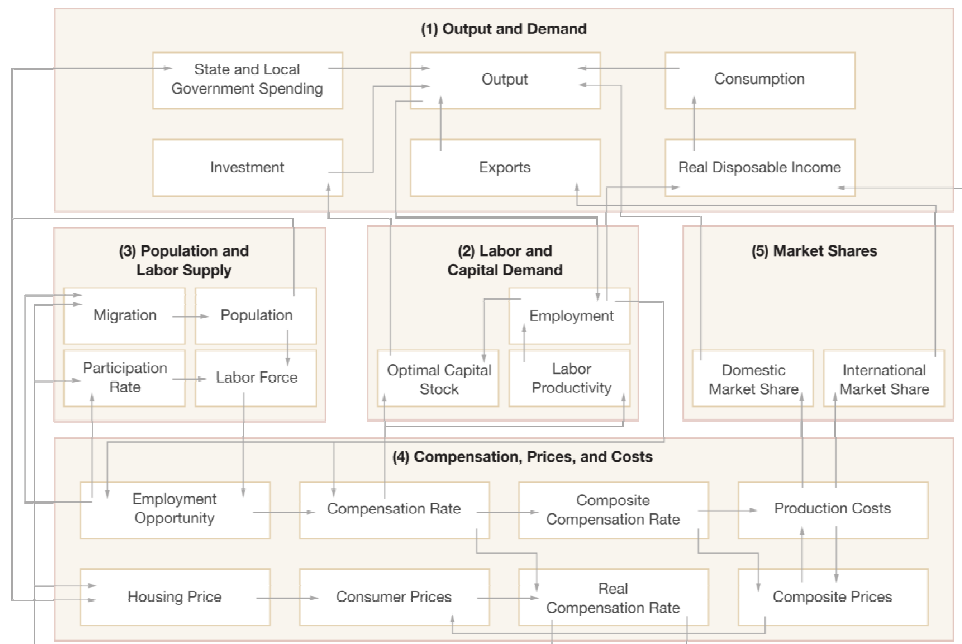 (1) Output and Demand
State and Local
Government Spending
Output
Consumption
Investment
Exports
Real Disposable Income
(3) Population and
Labor Supply
Migration
Population
Participation
Rate
Labor Force
(2) Labor and
Capital Demand
Employment
Optimal Capital
Stock
Labor
Productivity
(5) Market Shares
Domestic
Market Share
International
Market Share
(4) Compensation, Prices, and Costs
Employment
Opportunity
Compensation Rate
Composite
Compensation Rate
Production Costs
Housing Price
Consumer Prices
Real
Compensation Rate
Composite Prices